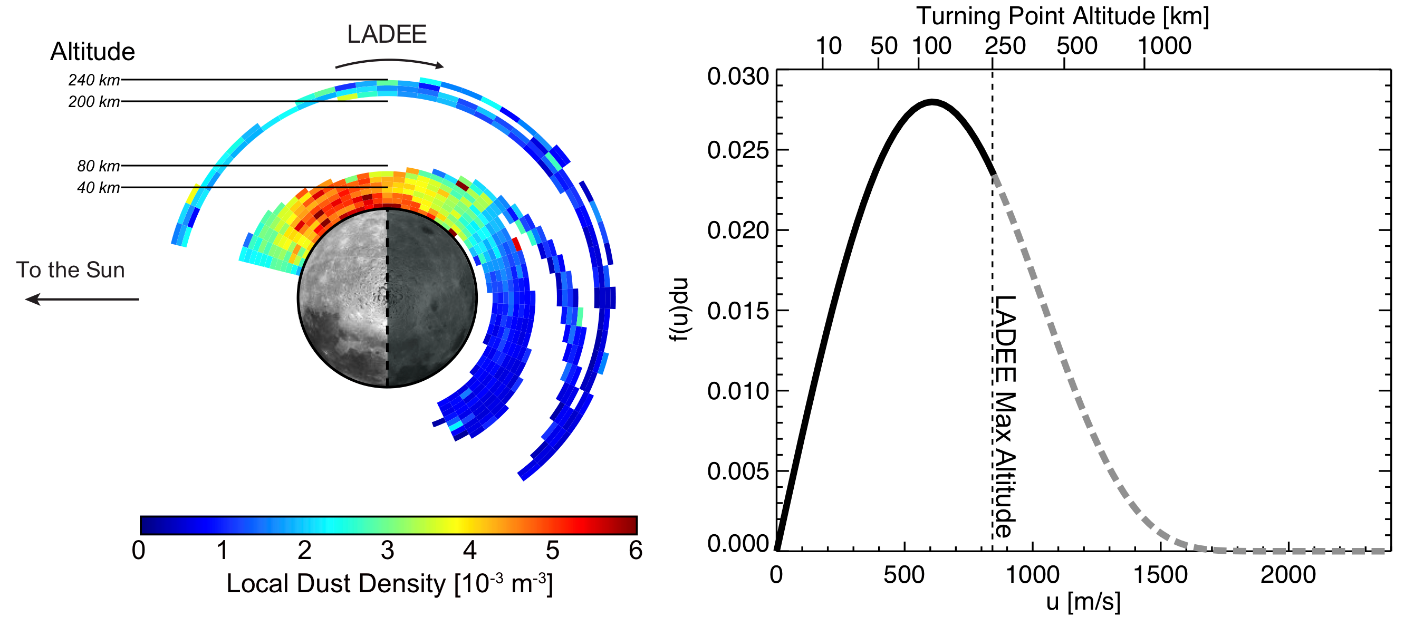 LADEE
Altitude
240 km
200 km
80 km
40 km
To the Sun
0 1 2 3 4 5 6
Local Dust Density [10⁻³ m⁻³]
Turning Point Altitude [km]
10 50 100 250 500 1000
0.030
0.025
0.020
0.015
0.010
0.005
0.000
f(u)du
LADEE Max Altitude
0 500 1000 1500 2000
u [m/s]